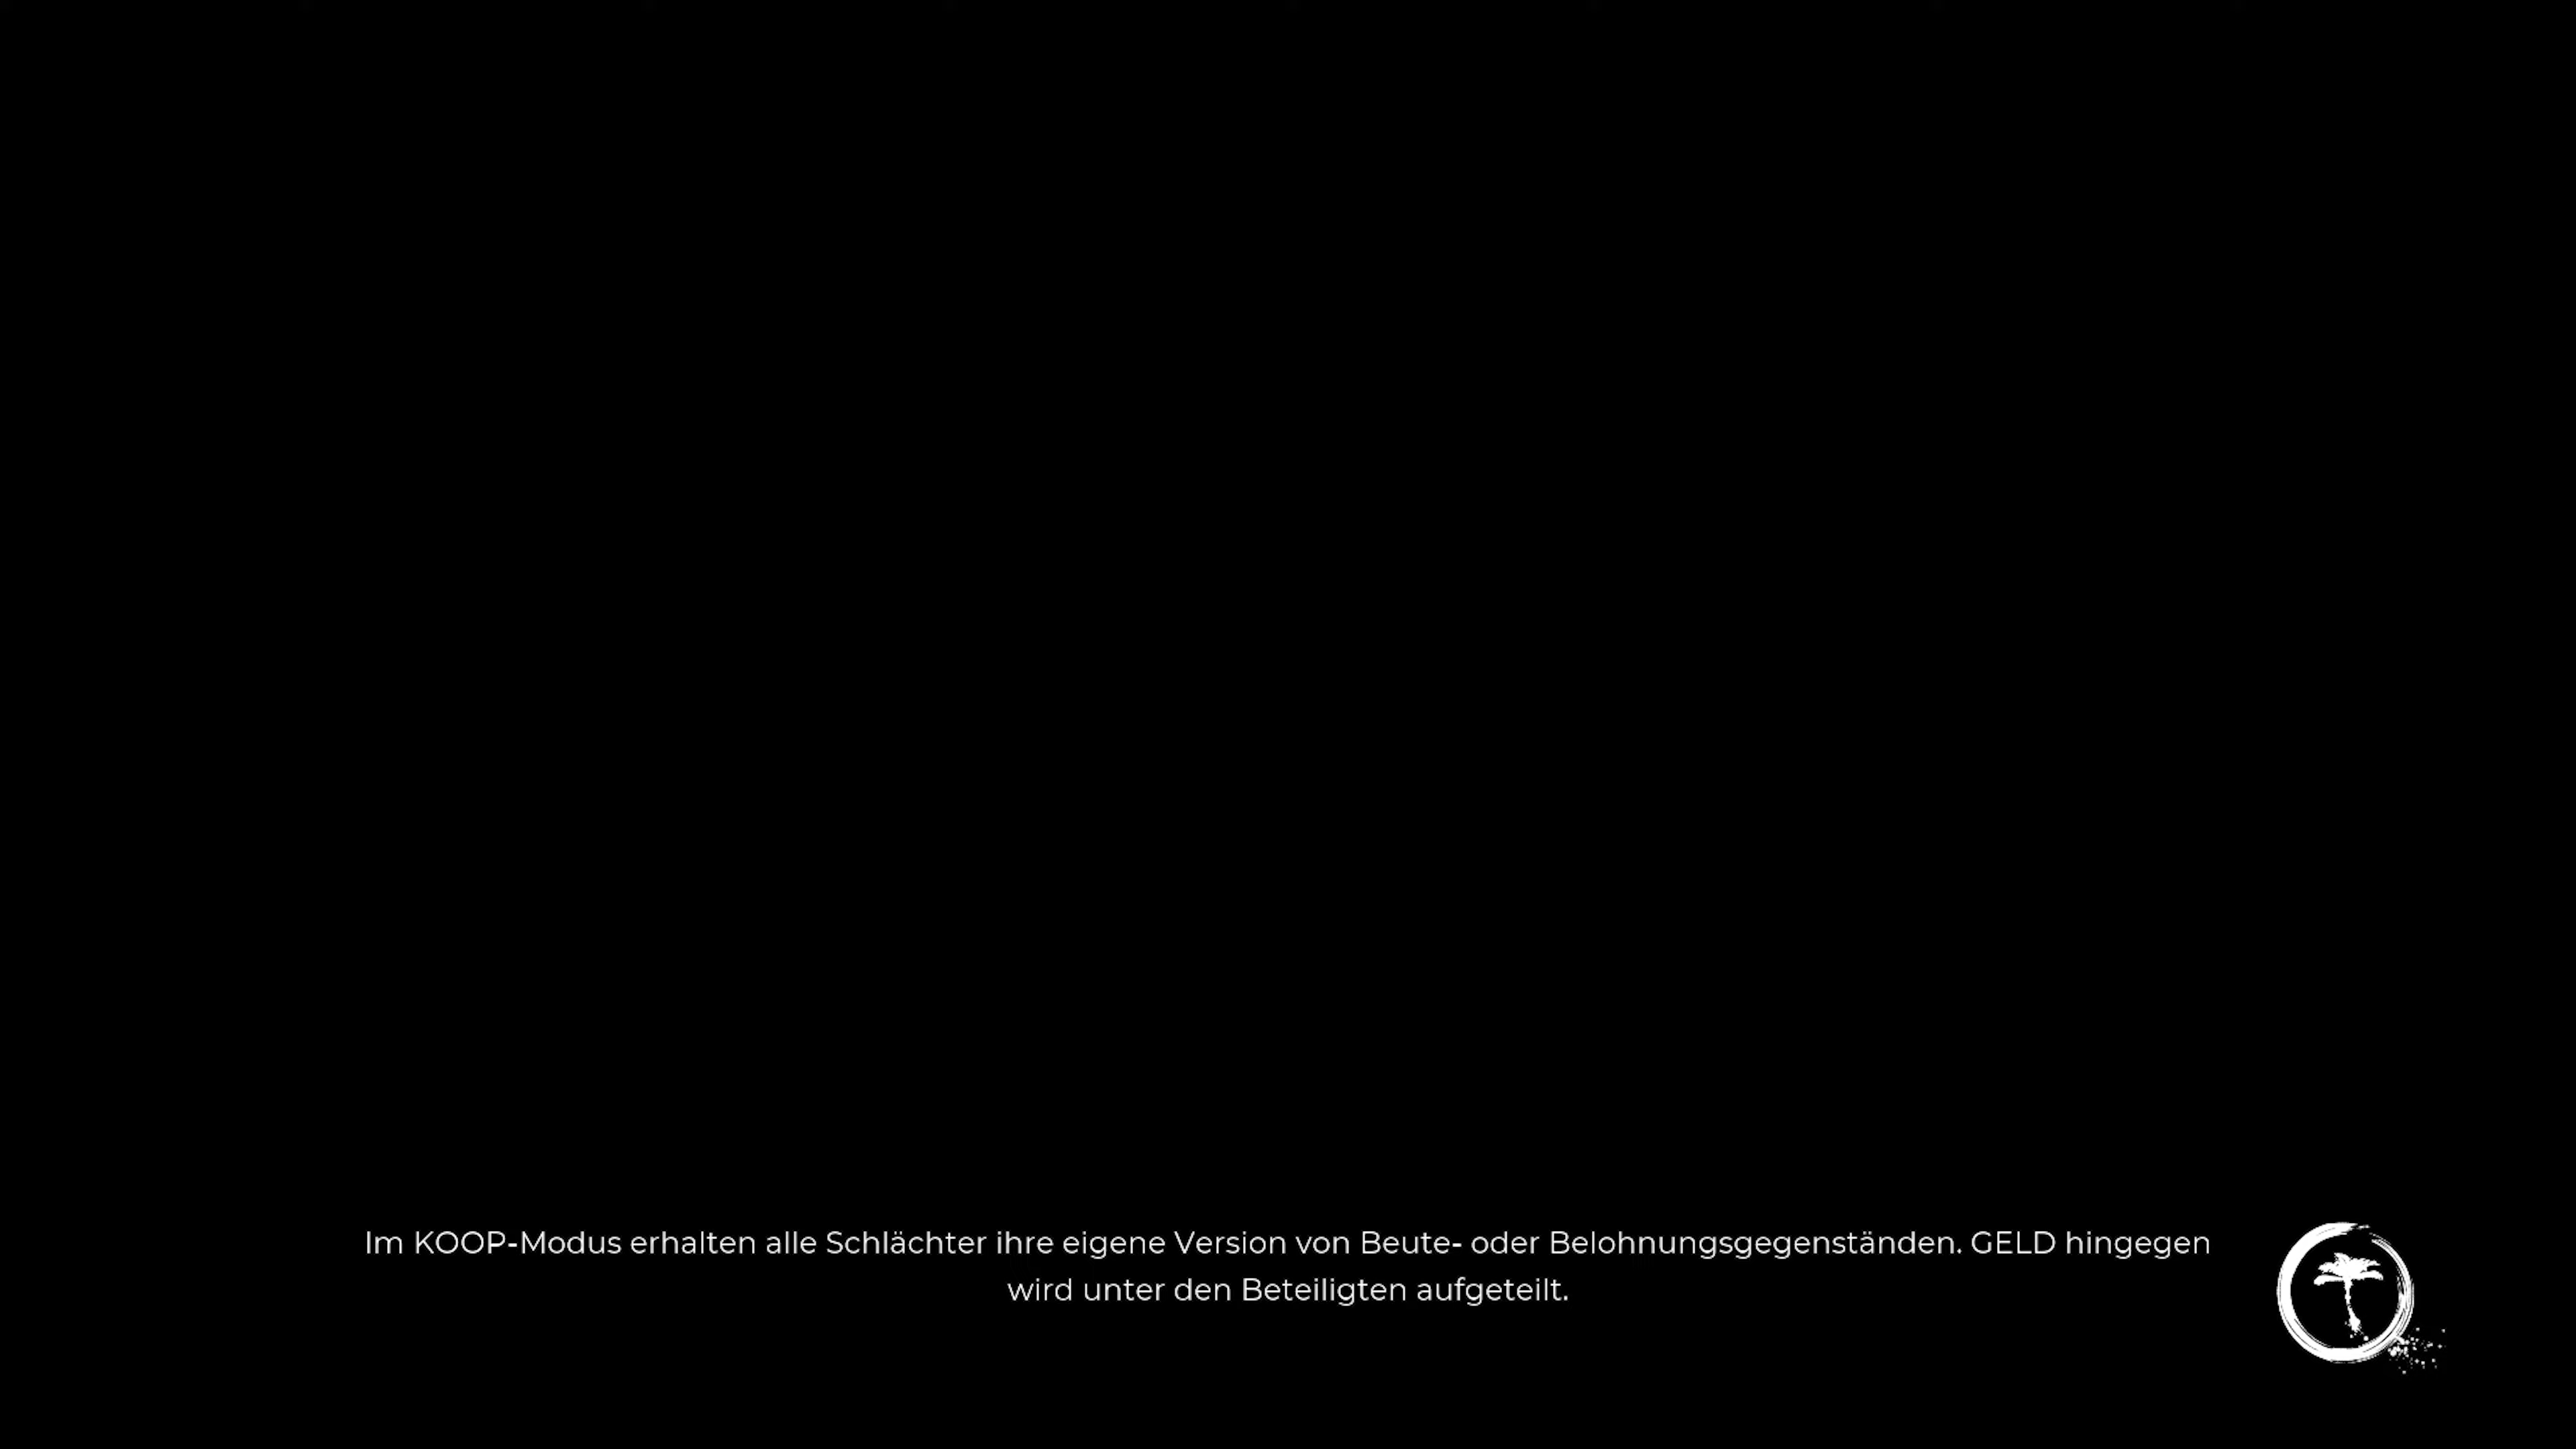 Im KOOP-Modus erhalten alle Schlächter ihre eigene Version von Beute- oder Belohnungsgegenständen. GELD hingegen
wird unter den Beteiligten aufgeteilt.